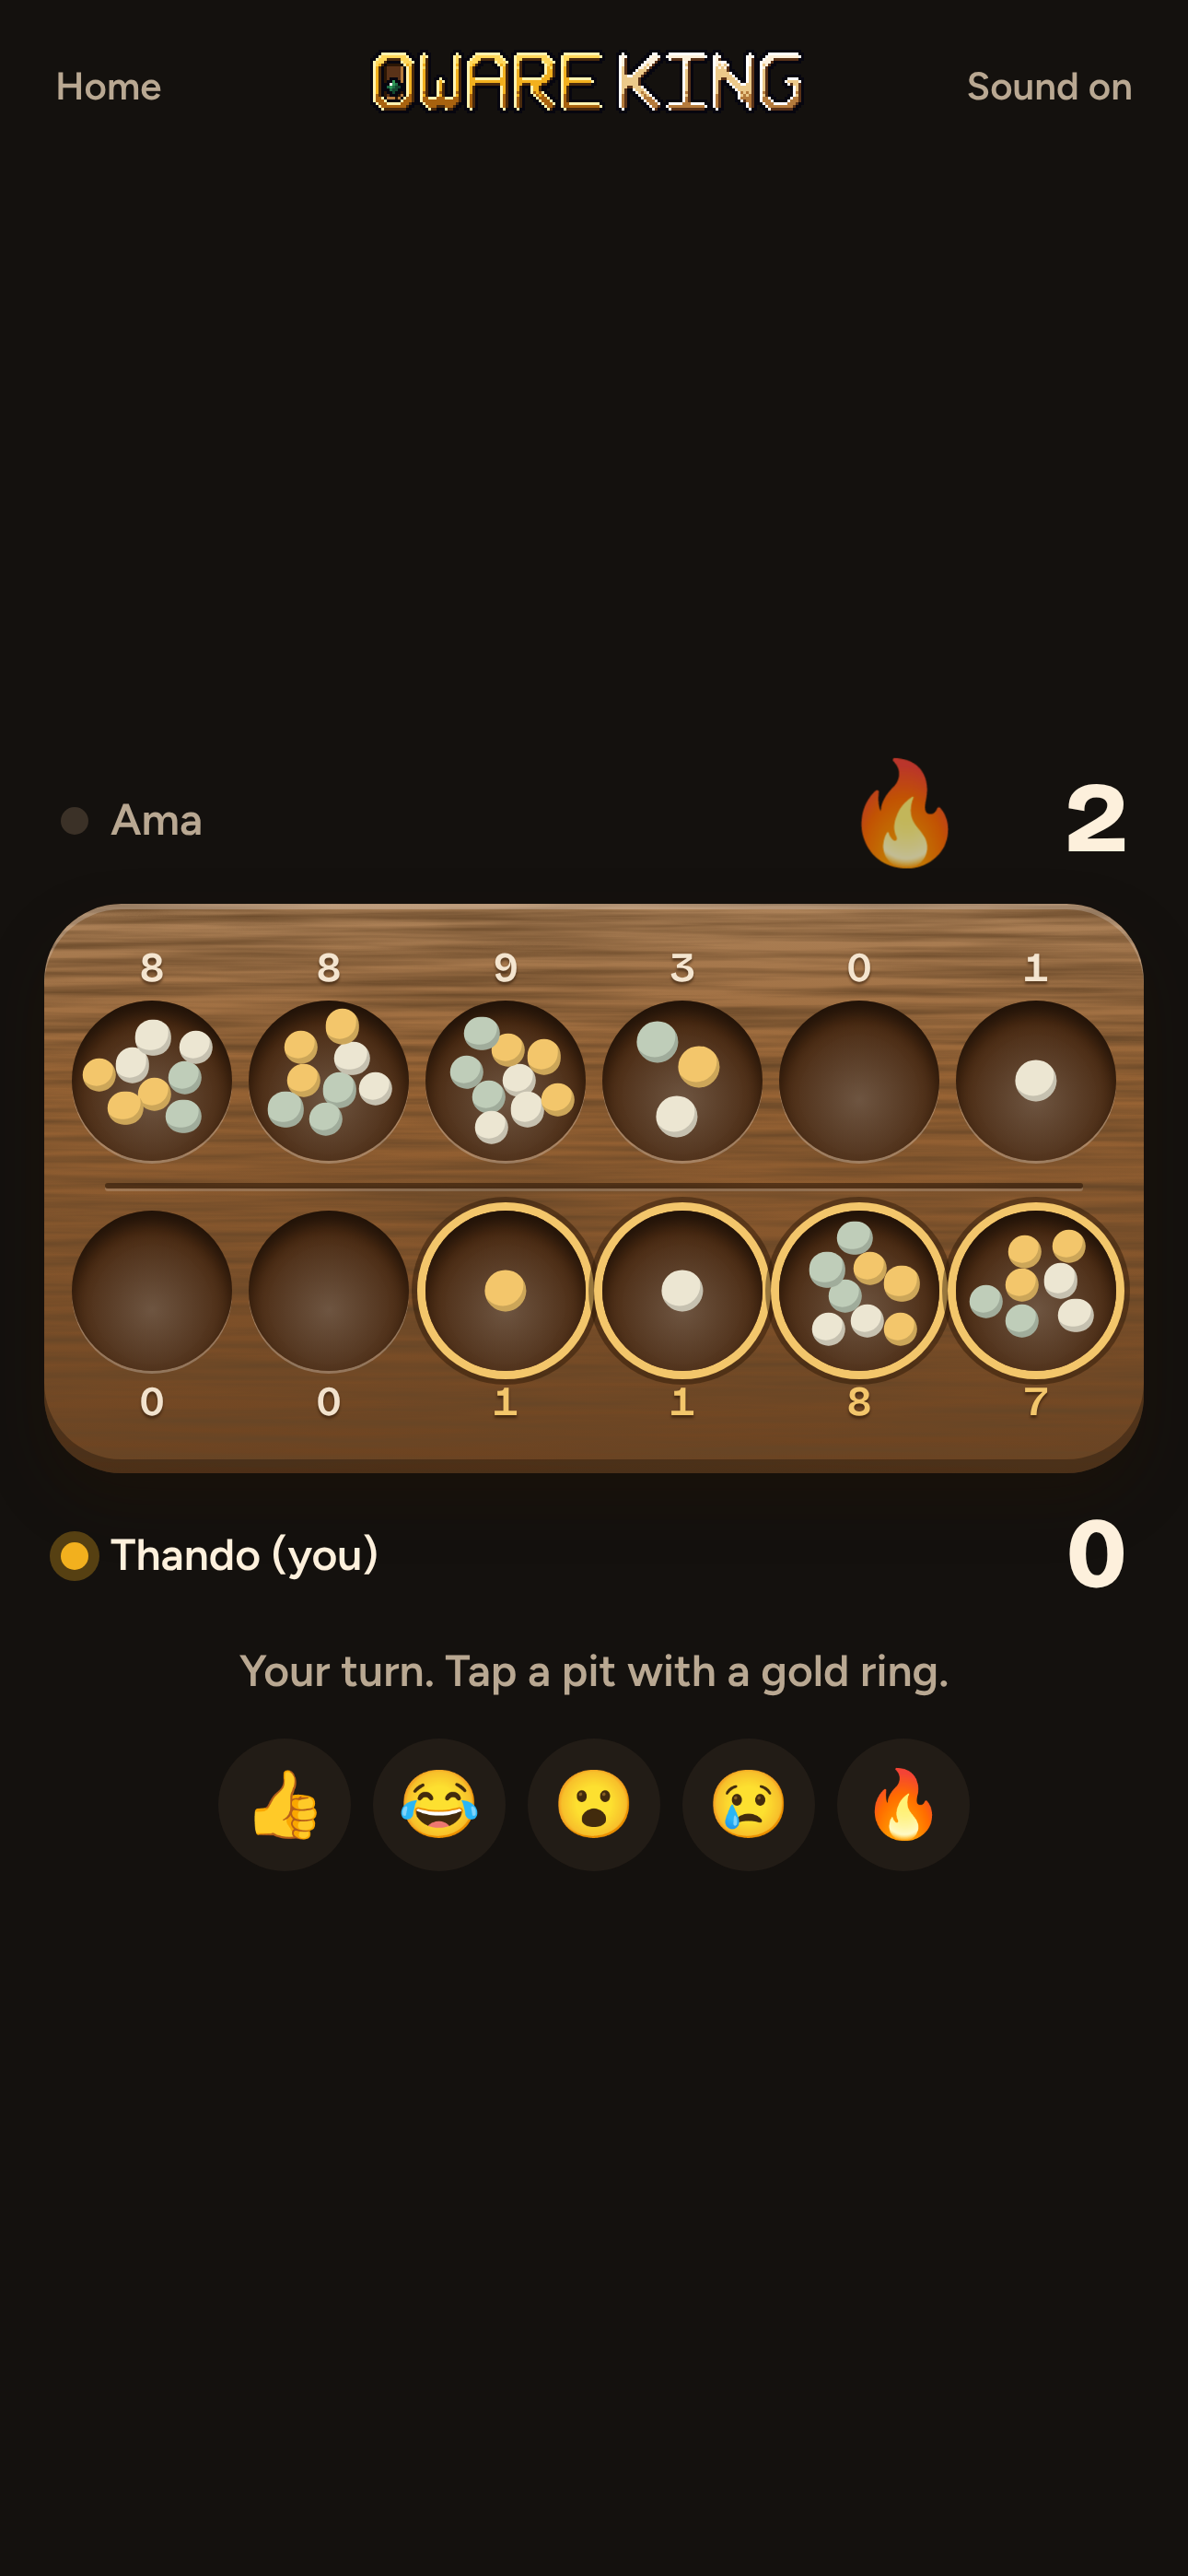 Home OWARE KING Sound on
Ama 2
8 8 9 3 0 1
0 0 1 1 8 7
Thando (you) 0
Your turn. Tap a pit with a gold ring.